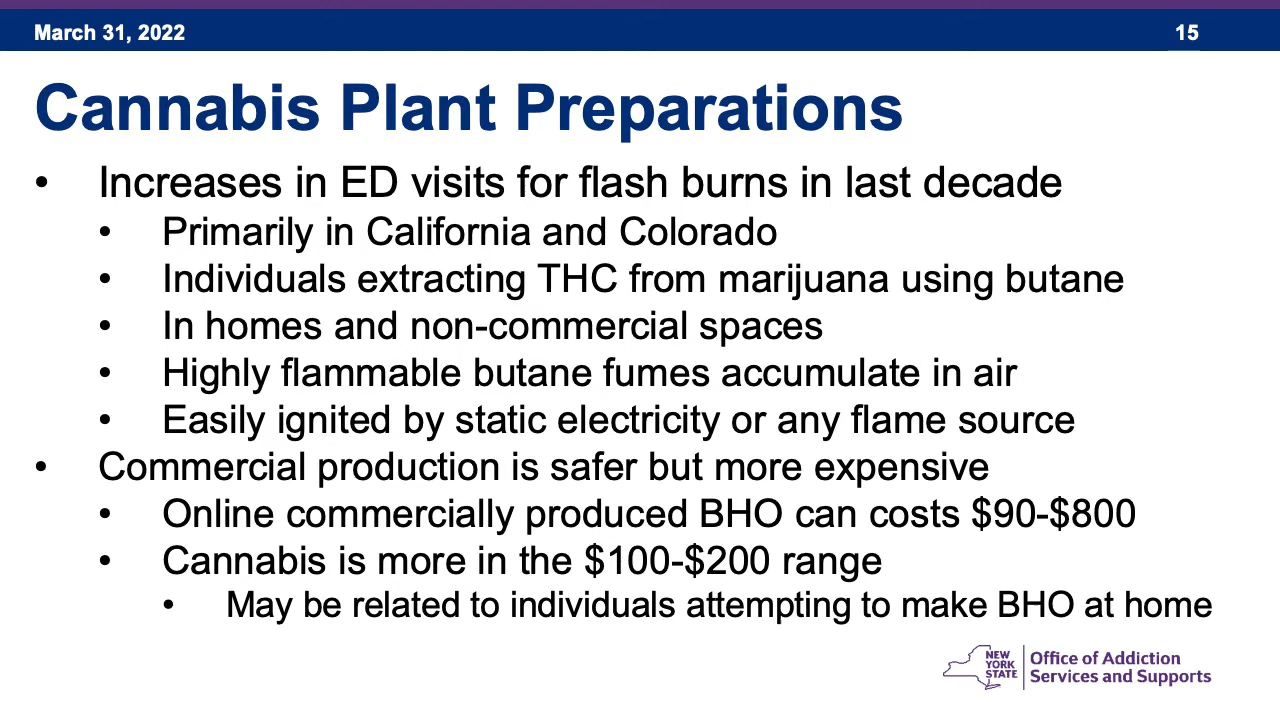 March 31, 2022
15
Cannabis Plant Preparations
• Increases in ED visits for flash burns in last decade
• Primarily in California and Colorado
• Individuals extracting THC from marijuana using butane
• In homes and non-commercial spaces
• Highly flammable butane fumes accumulate in air
• Easily ignited by static electricity or any flame source
• Commercial production is safer but more expensive
• Online commercially produced BHO can costs $90-$800
• Cannabis is more in the $100-$200 range
• May be related to individuals attempting to make BHO at home
NEW
YORK
STATE
Office of Addiction
Services and Supports